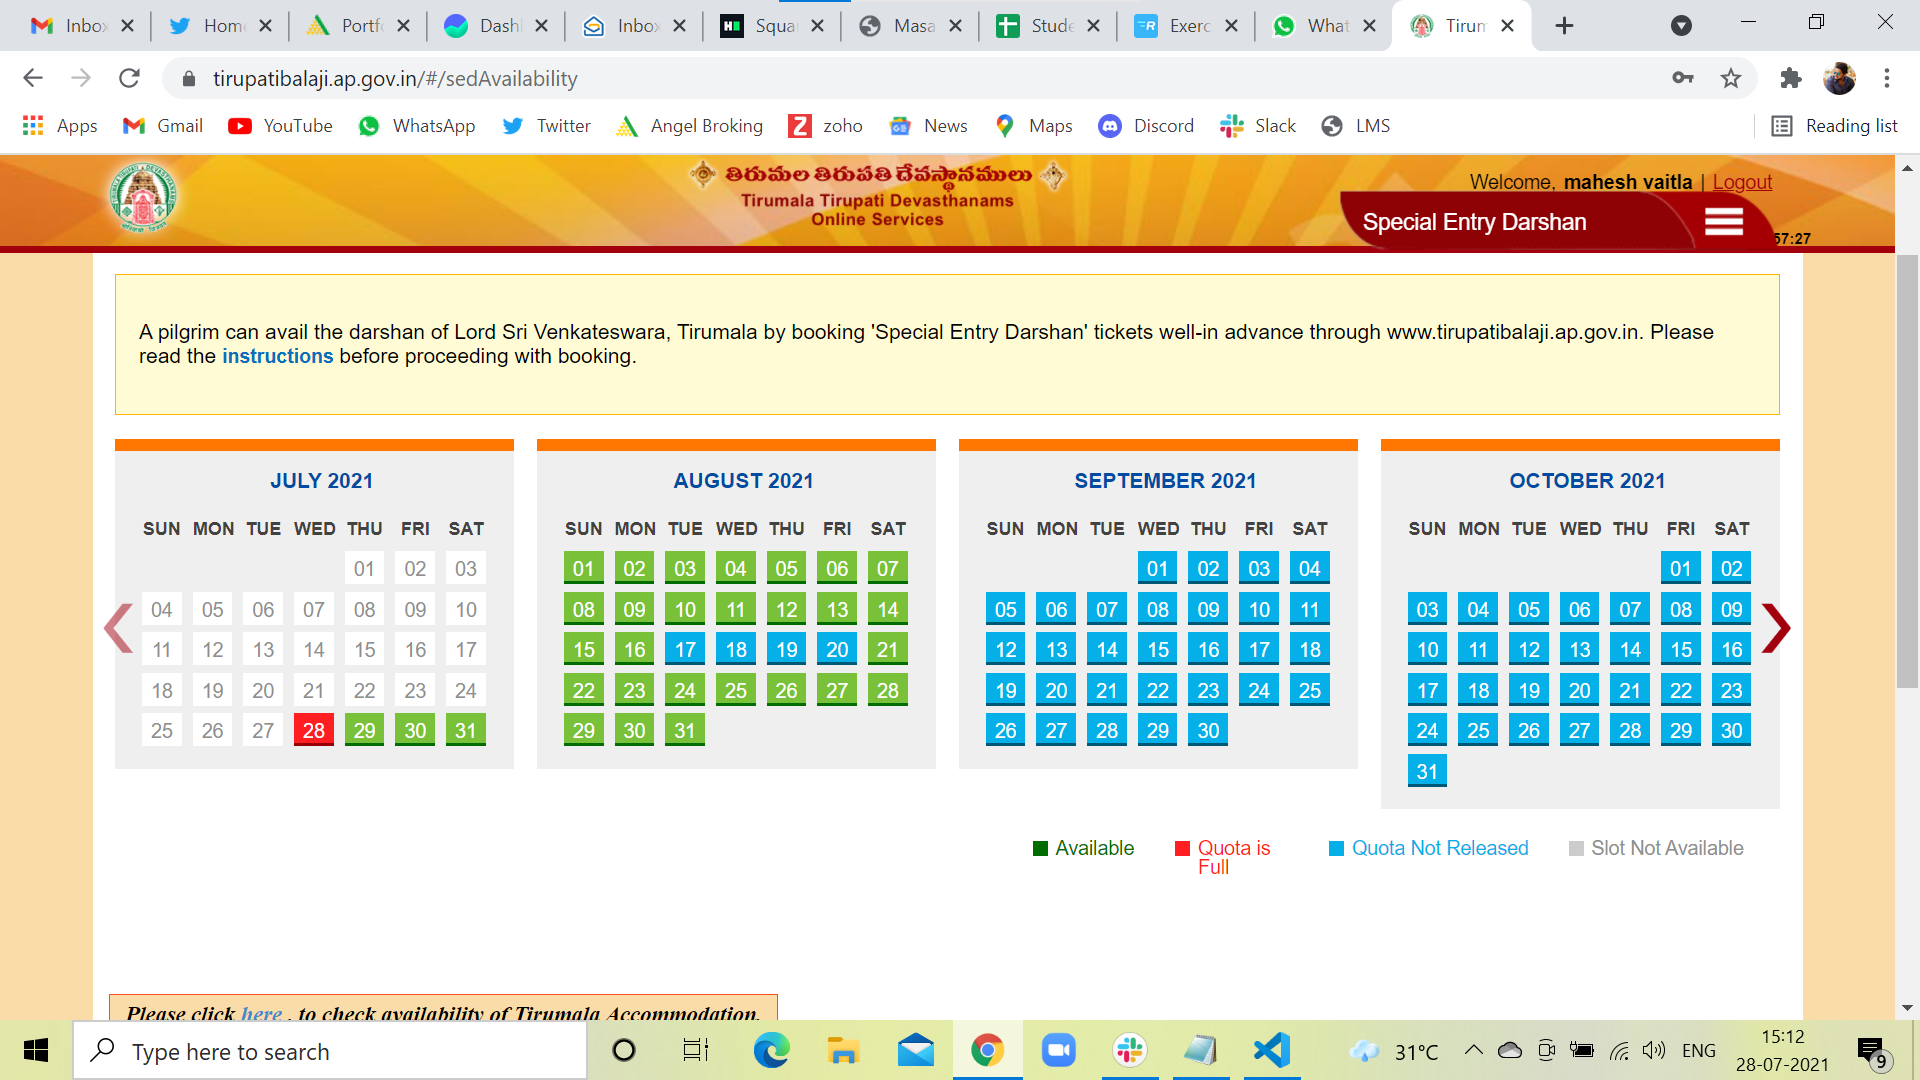 Inbox
Home
Portfo
Dashl
Inbox
Squa
Masa
Stude
Exerc
What
Tirum
tirupatibalaji.ap.gov.in/#/sedAvailability
Apps Gmail YouTube WhatsApp Twitter Angel Broking zoho News Maps Discord Slack LMS Reading list
తిరుమల తిరుపతి దేవస్థానములు
Tirumala Tirupati Devasthanams
Online Services
Welcome, mahesh vaitla | Logout
Special Entry Darshan
57:27
A pilgrim can avail the darshan of Lord Sri Venkateswara, Tirumala by booking 'Special Entry Darshan' tickets well-in advance through www.tirupatibalaji.ap.gov.in. Please
read the instructions before proceeding with booking.
JULY 2021
SUN MON TUE WED THU FRI SAT
01 02 03
04 05 06 07 08 09 10
11 12 13 14 15 16 17
18 19 20 21 22 23 24
25 26 27 28 29 30 31
AUGUST 2021
SUN MON TUE WED THU FRI SAT
01 02 03 04 05 06 07
08 09 10 11 12 13 14
15 16 17 18 19 20 21
22 23 24 25 26 27 28
29 30 31
SEPTEMBER 2021
SUN MON TUE WED THU FRI SAT
01 02 03 04
05 06 07 08 09 10 11
12 13 14 15 16 17 18
19 20 21 22 23 24 25
26 27 28 29 30
OCTOBER 2021
SUN MON TUE WED THU FRI SAT
01 02
03 04 05 06 07 08 09
10 11 12 13 14 15 16
17 18 19 20 21 22 23
24 25 26 27 28 29 30
31
Available
Quota is
Full
Quota Not Released
Slot Not Available
Please click here , to check availability of Tirumala Accommodation.
Type here to search
31°C
ENG
15:12
28-07-2021
9